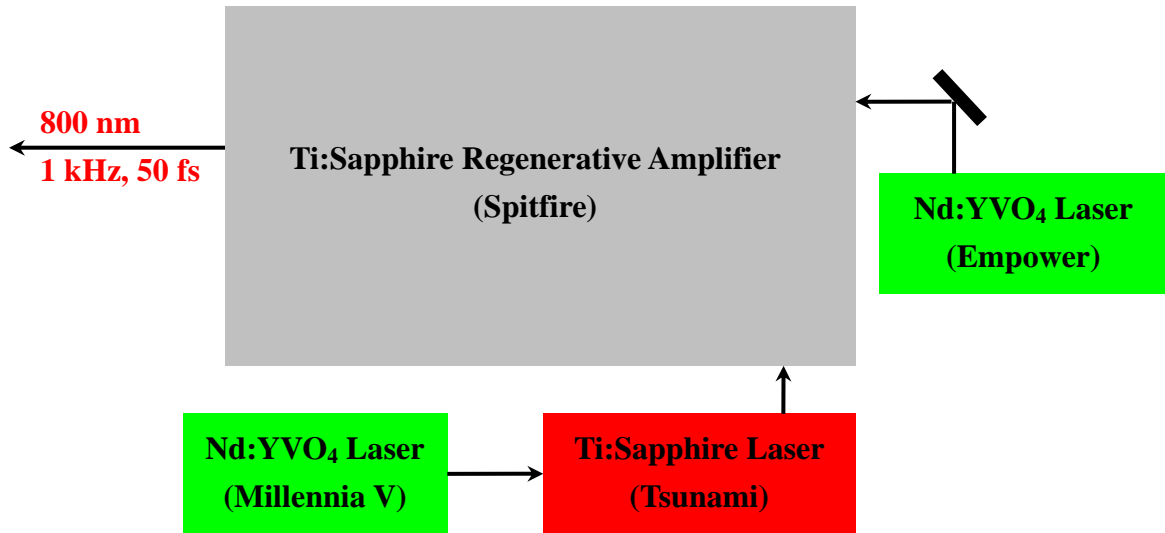 800 nm
1 kHz, 50 fs
Ti:Sapphire Regenerative Amplifier
(Spitfire)
Nd:YVO₄ Laser
(Empower)
Nd:YVO₄ Laser
(Millennia V)
Ti:Sapphire Laser
(Tsunami)